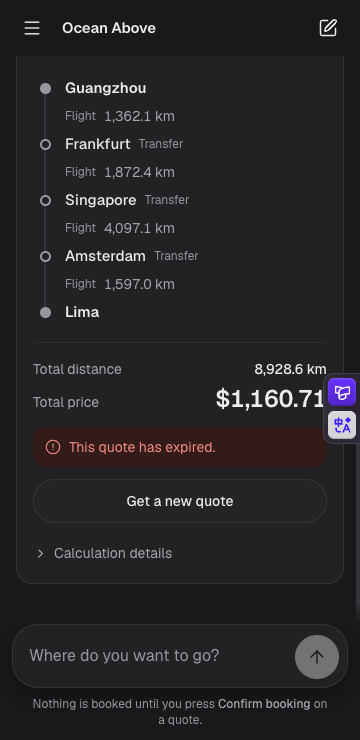 Ocean Above
Guangzhou
Flight 1,362.1 km
Frankfurt Transfer
Flight 1,872.4 km
Singapore Transfer
Flight 4,097.1 km
Amsterdam Transfer
Flight 1,597.0 km
Lima
Total distance 8,928.6 km
Total price $1,160.71
This quote has expired.
Get a new quote
Calculation details
Where do you want to go?
Nothing is booked until you press Confirm booking on
a quote.
中A